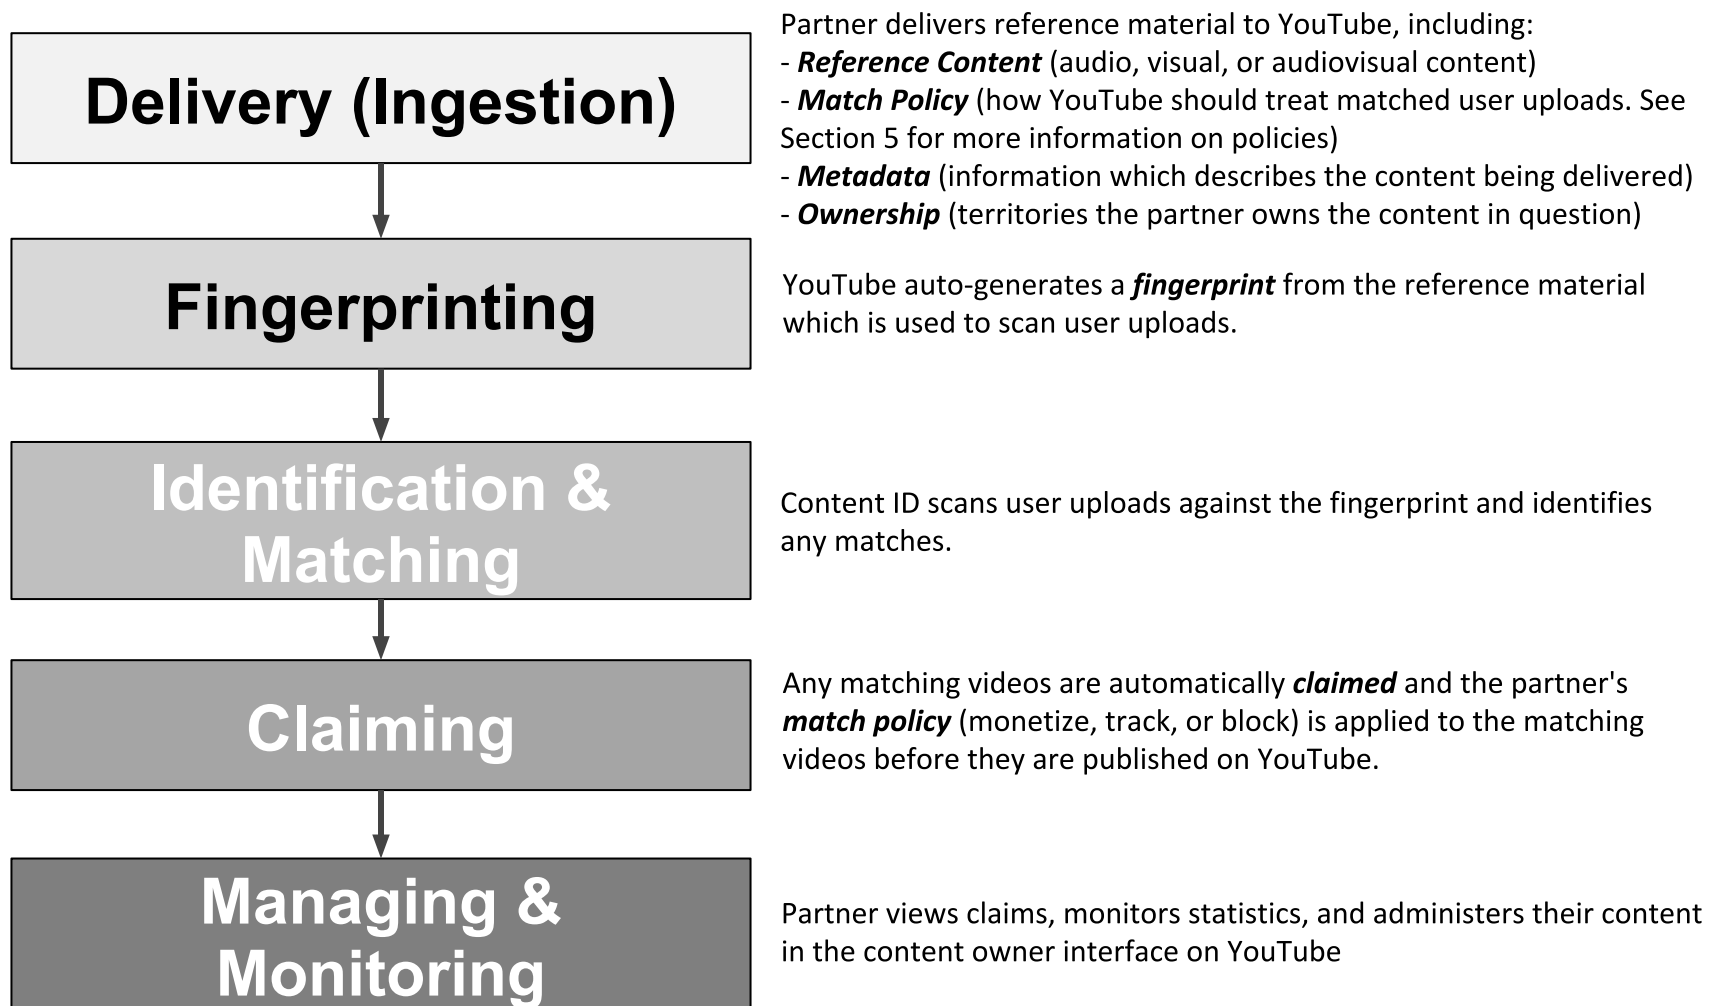 Delivery (Ingestion)
Partner delivers reference material to YouTube, including:
- Reference Content (audio, visual, or audiovisual content)
- Match Policy (how YouTube should treat matched user uploads. See
Section 5 for more information on policies)
- Metadata (information which describes the content being delivered)
- Ownership (territories the partner owns the content in question)
Fingerprinting
YouTube auto-generates a fingerprint from the reference material
which is used to scan user uploads.
Identification &
Matching
Content ID scans user uploads against the fingerprint and identifies
any matches.
Claiming
Any matching videos are automatically claimed and the partner's
match policy (monetize, track, or block) is applied to the matching
videos before they are published on YouTube.
Managing &
Monitoring
Partner views claims, monitors statistics, and administers their content
in the content owner interface on YouTube